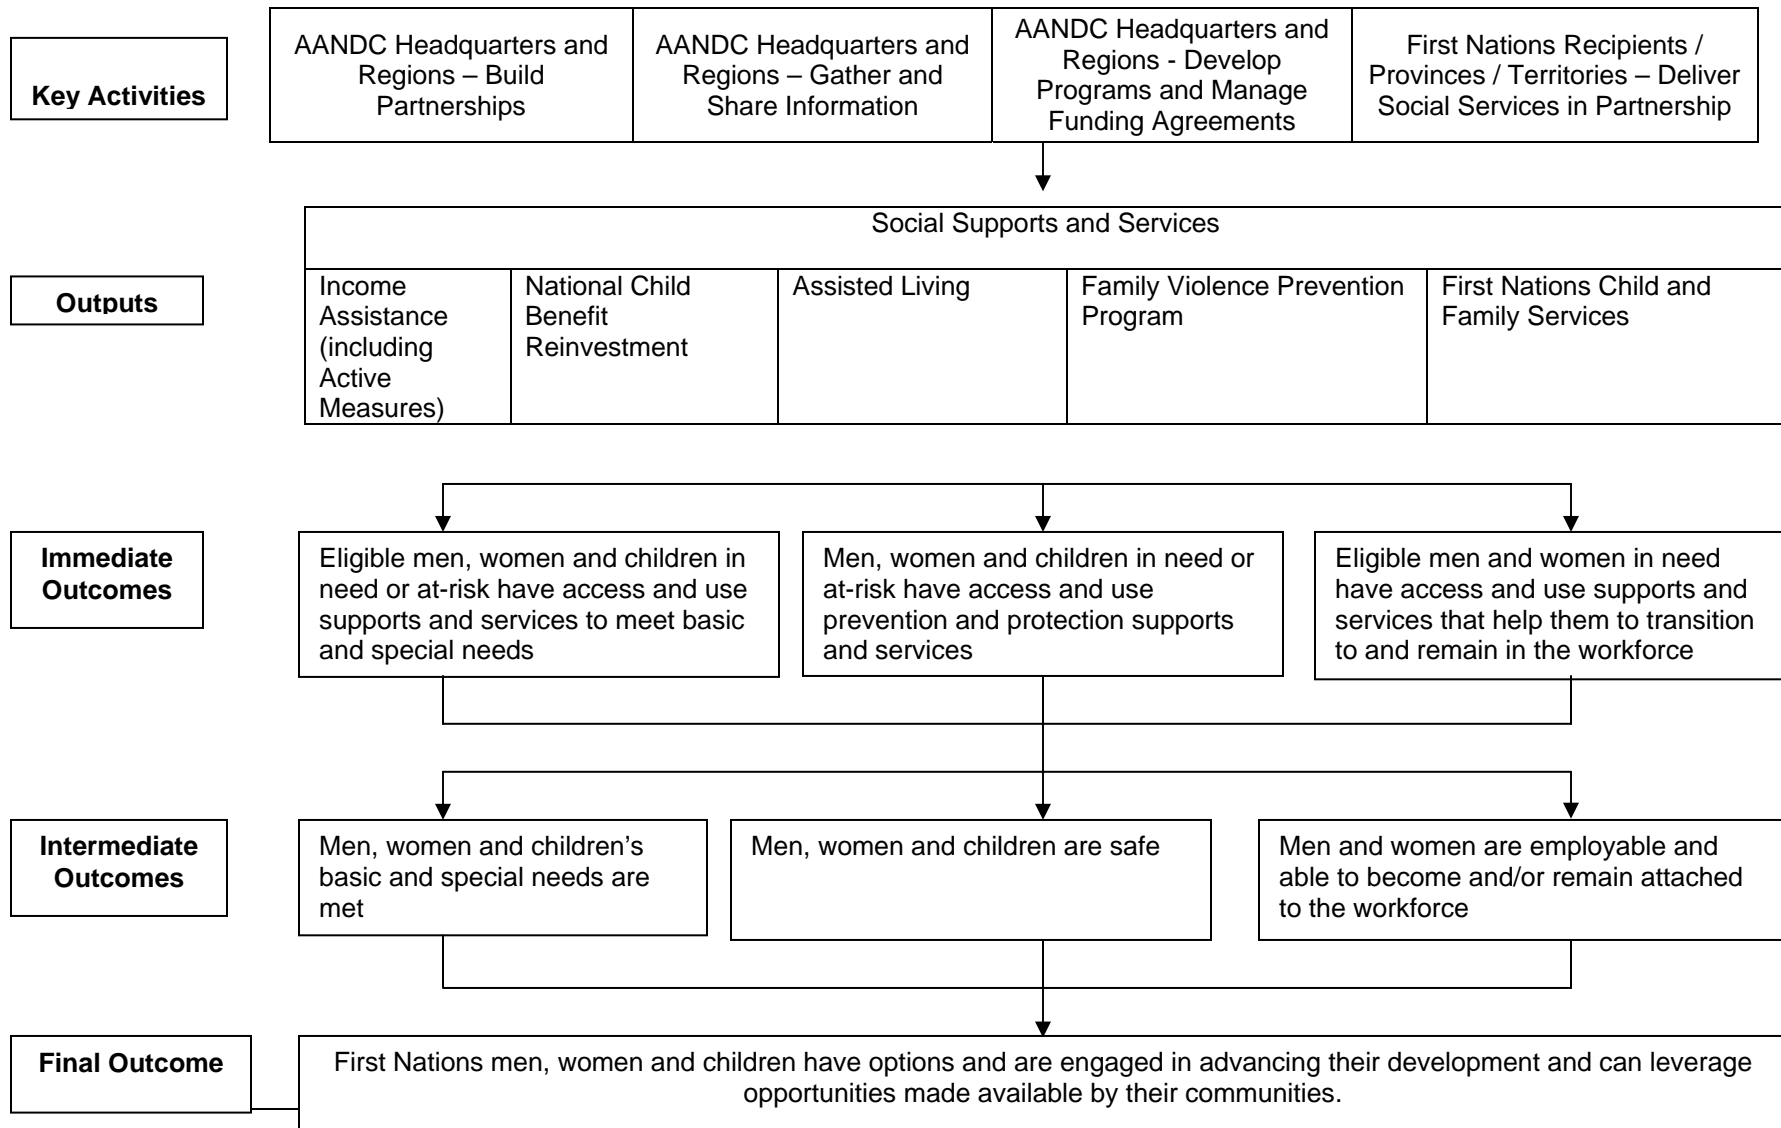 Key Activities
AANDC Headquarters and
Regions – Build
Partnerships
AANDC Headquarters and
Regions – Gather and
Share Information
AANDC Headquarters and
Regions - Develop
Programs and Manage
Funding Agreements
First Nations Recipients /
Provinces / Territories – Deliver
Social Services in Partnership
Social Supports and Services
Outputs
Income
Assistance
(including
Active
Measures)
National Child
Benefit
Reinvestment
Assisted Living
Family Violence Prevention
Program
First Nations Child and
Family Services
Immediate
Outcomes
Eligible men, women and children in
need or at-risk have access and use
supports and services to meet basic
and special needs
Men, women and children in need or
at-risk have access and use
prevention and protection supports
and services
Eligible men and women in need
have access and use supports and
services that help them to transition
to and remain in the workforce
Intermediate
Outcomes
Men, women and children’s
basic and special needs are
met
Men, women and children are safe
Men and women are employable and
able to become and/or remain attached
to the workforce
Final Outcome
First Nations men, women and children have options and are engaged in advancing their development and can leverage
opportunities made available by their communities.